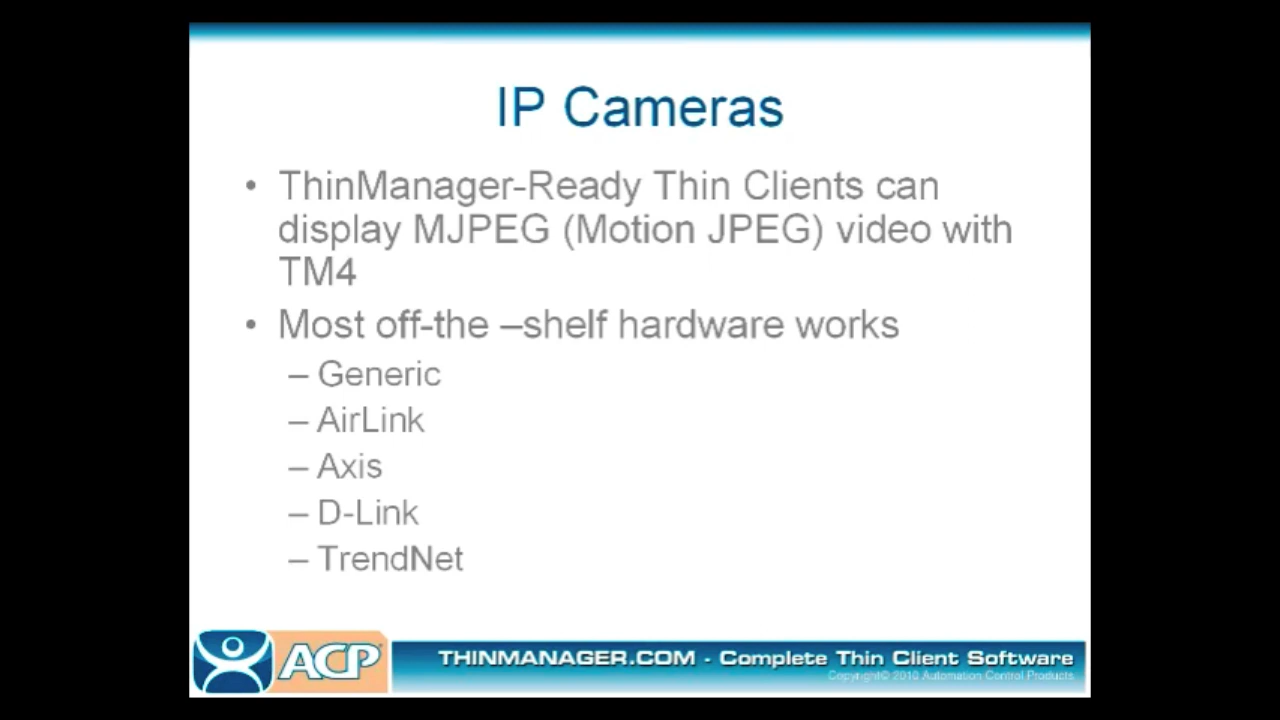 IP Cameras
• ThinManager-Ready Thin Clients can
display MJPEG (Motion JPEG) video with
TM4
• Most off-the –shelf hardware works
– Generic
– AirLink
– Axis
– D-Link
– TrendNet
ACP
THINMANAGER.COM - Complete Thin Client Software
Copyright© 2010 Automation Control Products